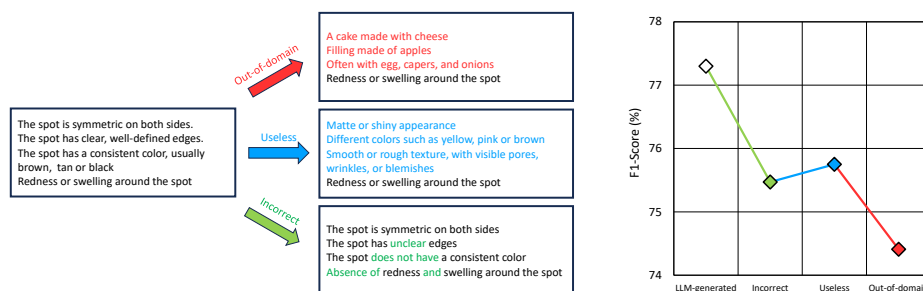 The spot is symmetric on both sides.
The spot has clear, well-defined edges.
The spot has a consistent color, usually
brown, tan or black
Redness or swelling around the spot
Out-of-domain
Useless
Incorrect
A cake made with cheese
Filling made of apples
Often with egg, capers, and onions
Redness or swelling around the spot
Matte or shiny appearance
Different colors such as yellow, pink or brown
Smooth or rough texture, with visible pores,
wrinkles, or blemishes
Redness or swelling around the spot
The spot is symmetric on both sides
The spot has unclear edges
The spot does not have a consistent color
Absence of redness and swelling around the spot
F1-Score (%)
78
77
76
75
74
LLM-generated
Incorrect
Useless
Out-of-domain